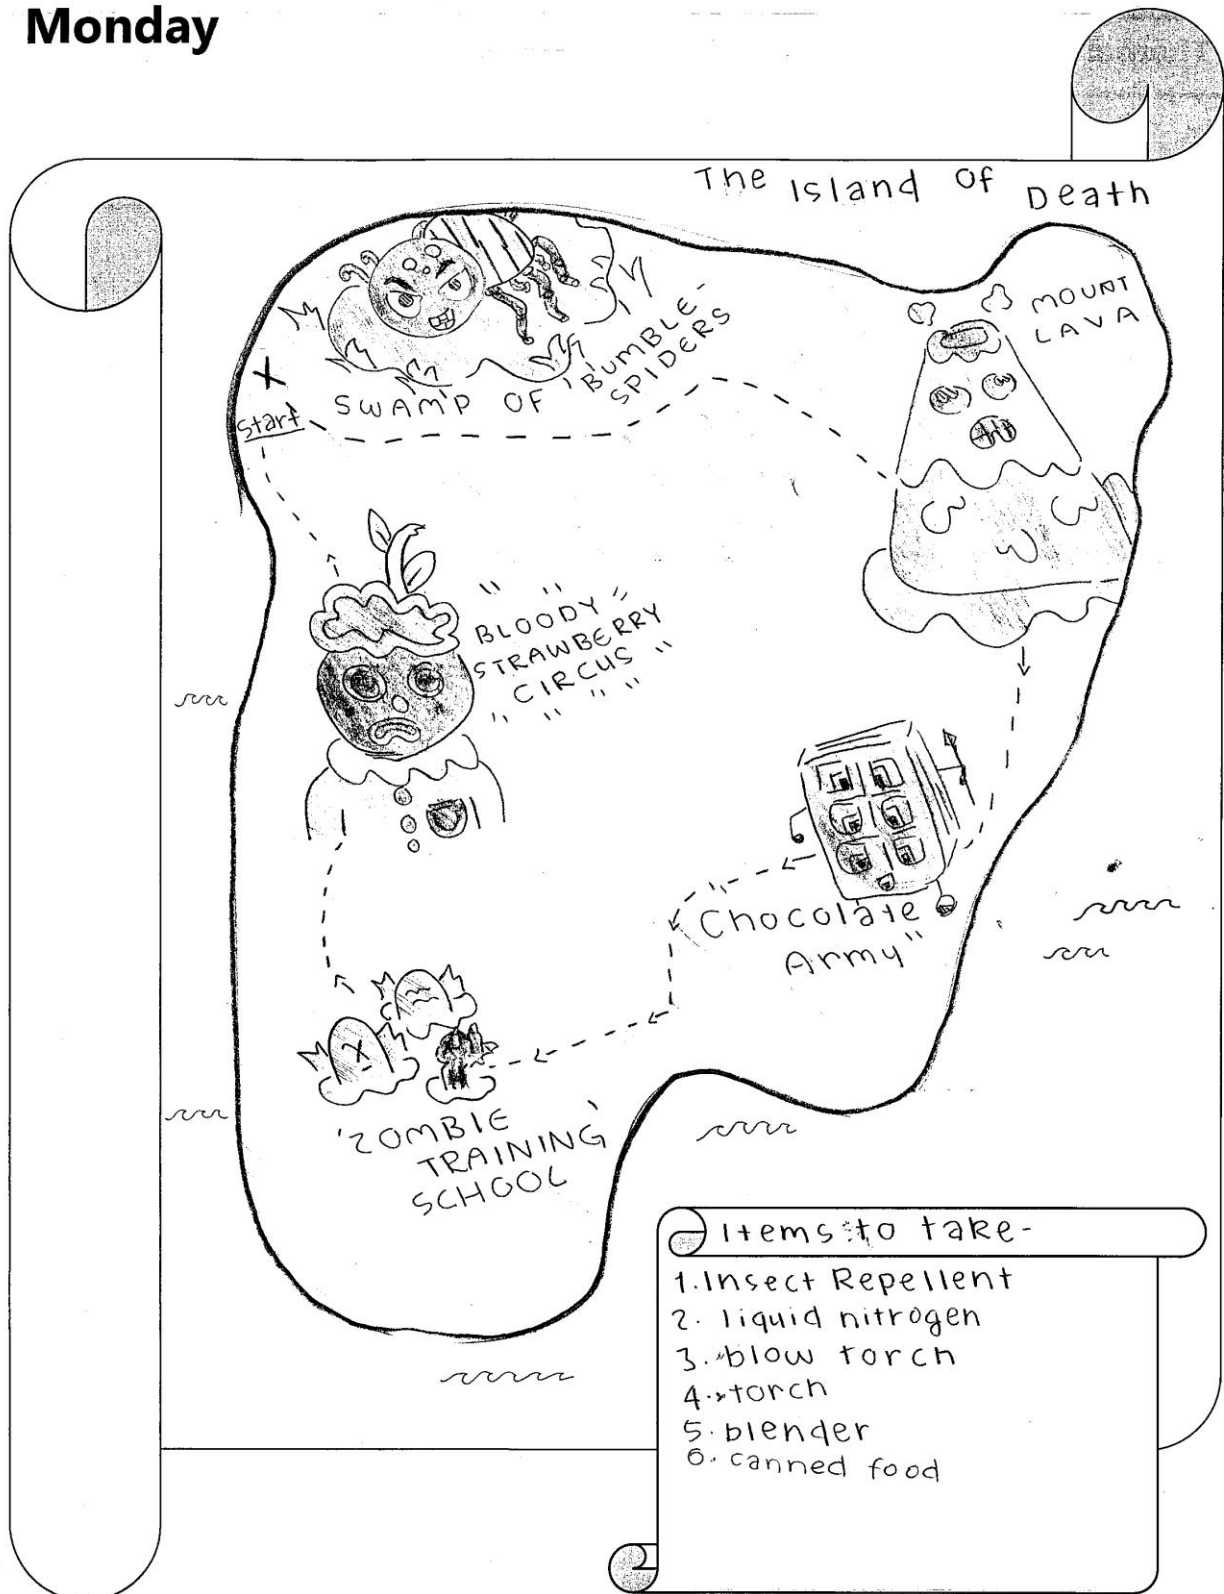 Monday
The Island Of Death
MOUNT
LAVA
SWAMP OF 'BUMBLE-
SPIDERS
X
Start
"BLOODY"
STRAWBERRY
CIRCUS"
"Chocolate
Army"
'ZOMBIE
TRAINING'
SCHOOL
Items to take-
1. Insect Repellent
2. liquid nitrogen
3. blow torch
4. torch
5. blender
6. canned food